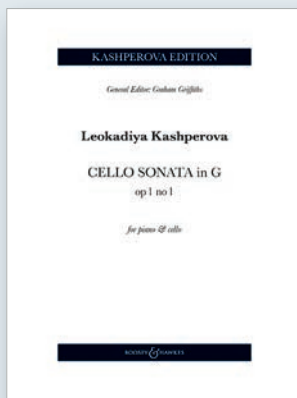 KASHPEROVA EDITION
General Editor: Graham Griffiths
Leokadiya Kashperova
CELLO SONATA in G
op 1 no 1
for piano & cello
BOOSEY & HAWKES